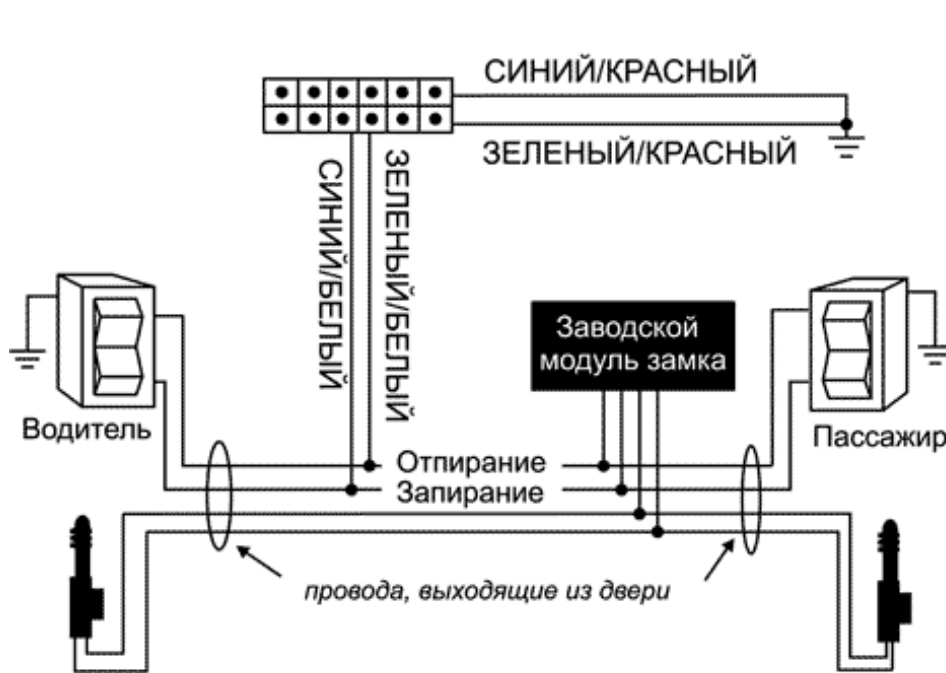 СИНИЙ/КРАСНЫЙ
ЗЕЛЕНЫЙ/КРАСНЫЙ
СИНИЙ/БЕЛЫЙ
ЗЕЛЕНЫЙ/БЕЛЫЙ
Заводской
модуль замка
Водитель
Пассажир
Отпирание
Запирание
провода, выходящие из двери